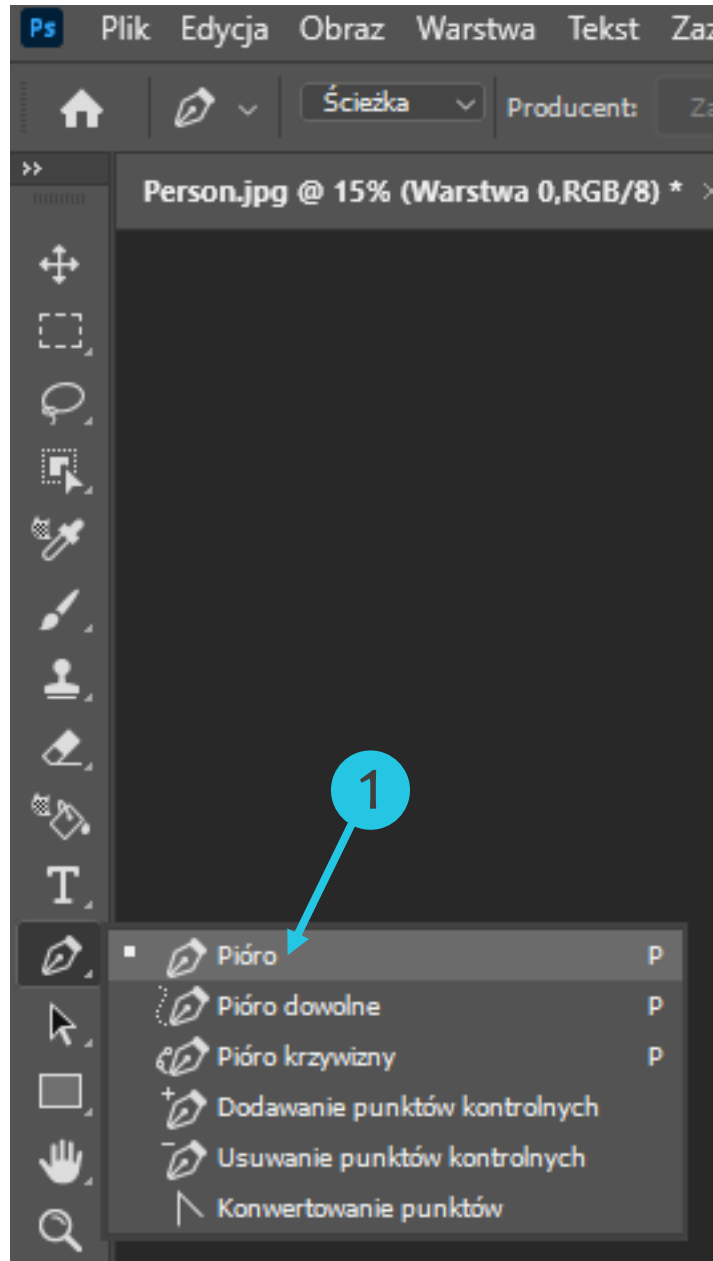 Ps Plik Edycja Obraz Warstwa Tekst
Ścieżka Producent:
Person.jpg @ 15% (Warstwa 0,RGB/8) *
1
T
Pióro P
Pióro dowolne P
Pióro krzywizny P
Dodawanie punktów kontrolnych
Usuwanie punktów kontrolnych
Konwertowanie punktów